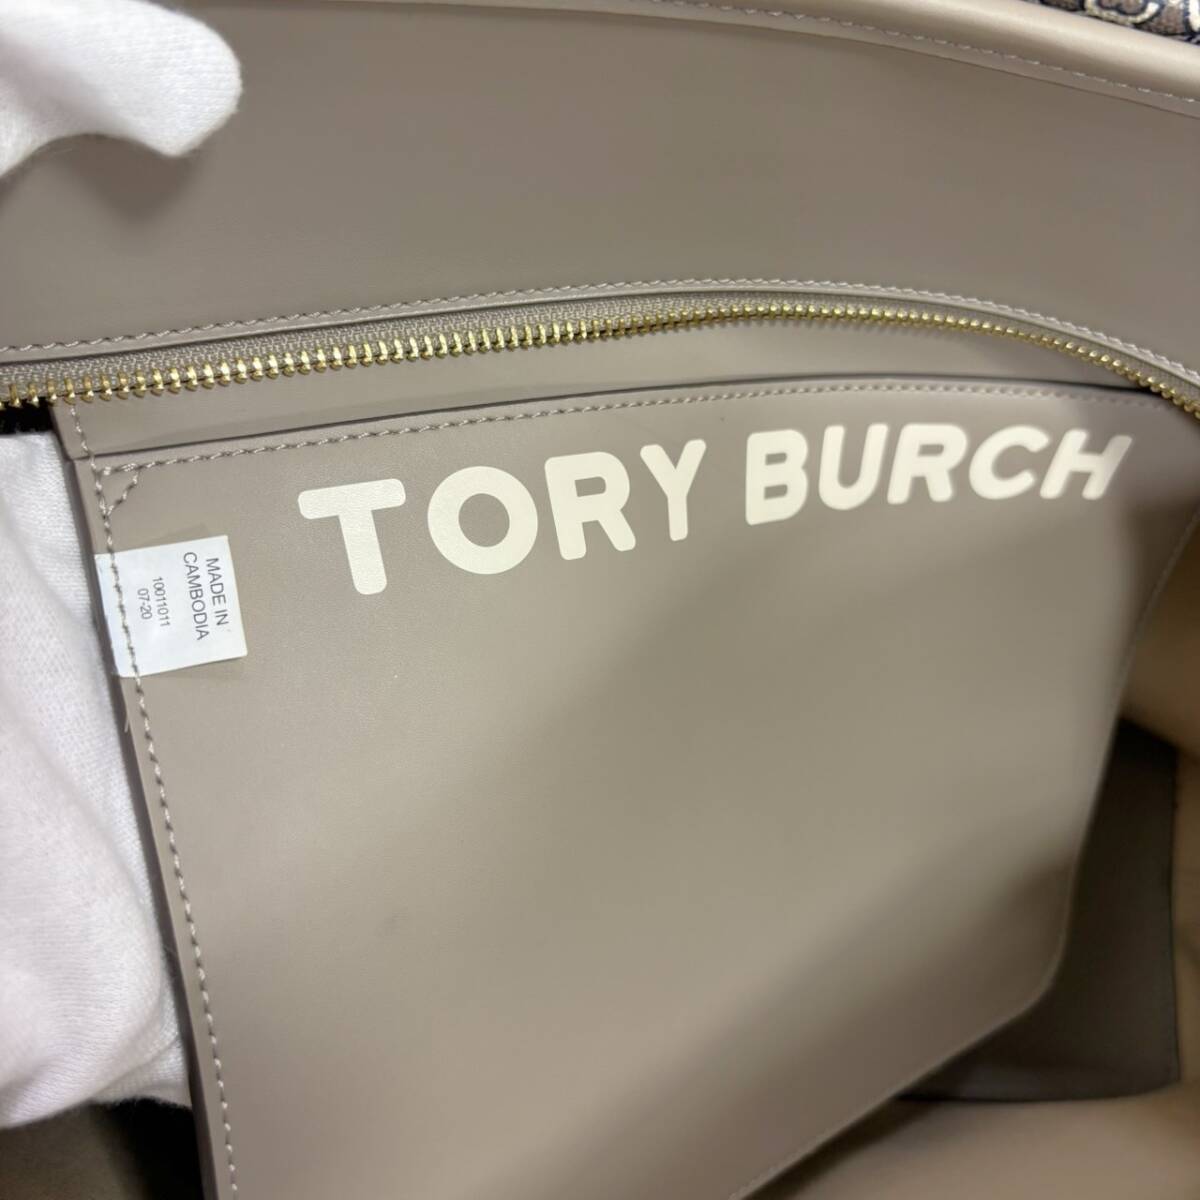 TORY BURCH
MADE IN
CAMBODIA
10011011
07-20